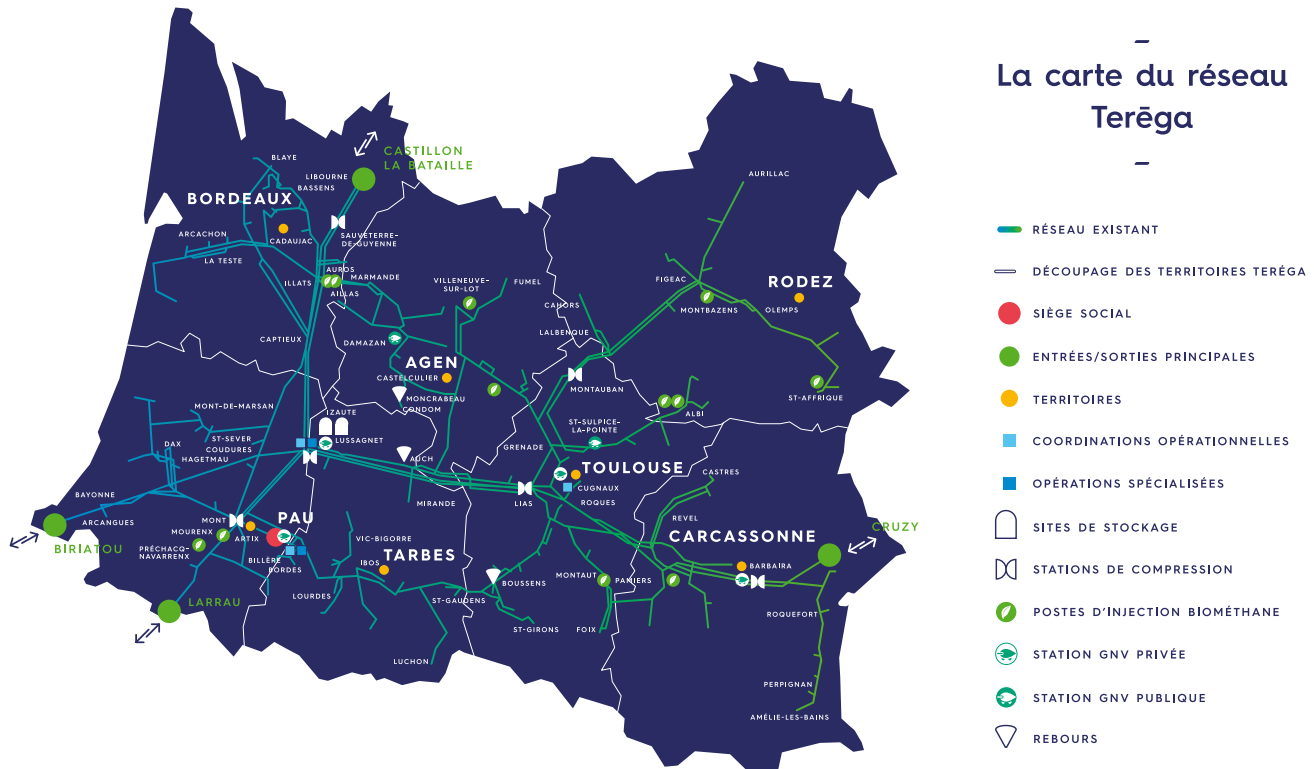 La carte du réseau
Terēga
RÉSEAU EXISTANT
DÉCOUPAGE DES TERRITOIRES TERÉGA
SIÈGE SOCIAL
ENTRÉES/SORTIES PRINCIPALES
TERRITOIRES
COORDINATIONS OPÉRATIONNELLES
OPÉRATIONS SPÉCIALISÉES
SITES DE STOCKAGE
STATIONS DE COMPRESSION
POSTES D'INJECTION BIOMÉTHANE
STATION GNV PRIVÉE
STATION GNV PUBLIQUE
REBOURS
CASTILLON
LA BATAILLE
BLAYE
LIBOURNE
BASSENS
BORDEAUX
AURILLAC
ARCACHON
CADAUJAC
SAUVETERRE-
DE-GUYENNE
LA TESTE
AUROS
MARMANDE
ILLATS
AILLAS
VILLENEUVE-
SUR-LOT
FUMEL
FIGEAC
RODEZ
CAHORS
MONTBAZENS
OLEMPS
CAPTIEUX
DAMAZAN
LALBENQUE
AGEN
CASTELCULIER
MONTAUBAN
MONCRABEAU
CONDOM
ST-AFFRIQUE
MONT-DE-MARSAN
IZAUTE
ALBI
ST-SULPICE-
LA-POINTE
ST-SEVER
COUDURES
HAGETMAU
DAX
LUSSAGNET
GRENADE
AUCH
TOULOUSE
CASTRES
CUGNAUX
BAYONNE
MIRANDE
LIAS
ROQUES
ARCANGUES
MONT
MOURENX
ARTIX
PAU
REVEL
CARCASSONNE
CRUZY
BIRIATOU
PRÉCHACQ-
NAVARRENX
BILLÈRE
BORDES
VIC-BIGORRE
TARBES
IBOS
BARBAIRA
LARRAU
LOURDES
BOUSSENS
MONTAUT
PAMIERS
ST-GAUDENS
ROQUEFORT
ST-GIRONS
FOIX
LUCHON
PERPIGNAN
AMÉLIE-LES-BAINS